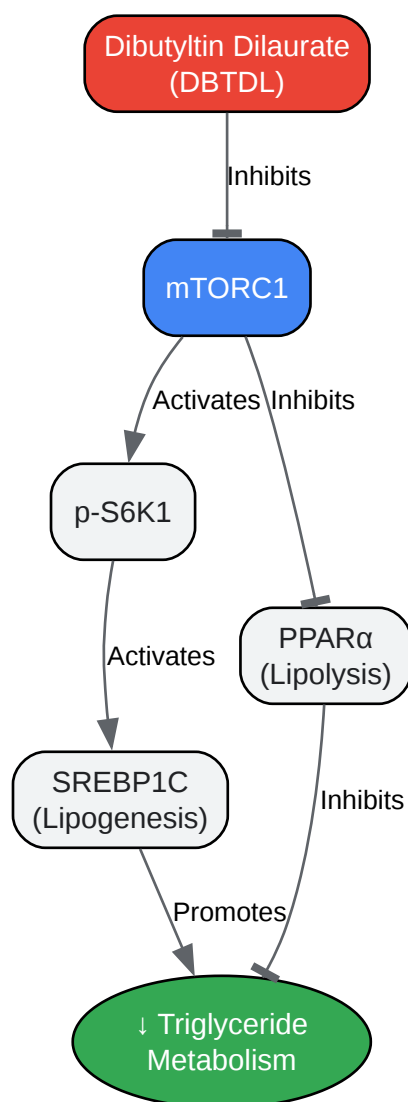 Dibutyltin Dilaurate
(DBTDL)
Inhibits
mTORC1
Activates
Inhibits
p-S6K1
Activates
PPARα
(Lipolysis)
SREBP1C
(Lipogenesis)
Inhibits
Promotes
↓ Triglyceride
Metabolism